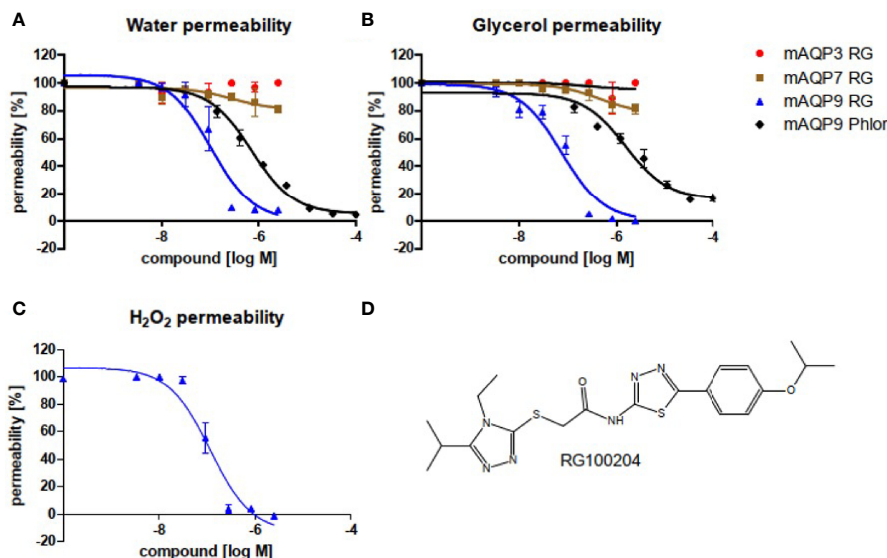 A
Water permeability
permeability [%]
120
100
80
60
40
20
0
-20
-8
-6
-4
compound [log M]
B
Glycerol permeability
permeability [%]
120
100
80
60
40
20
0
-20
-8
-6
-4
compound [log M]
mAQP3 RG
mAQP7 RG
mAQP9 RG
mAQP9 Phlor
C
H₂O₂ permeability
permeability [%]
120
100
80
60
40
20
0
-20
-8
-6
-4
compound [log M]
D
O
N N
N
S
NH
S
O
N N
RG100204